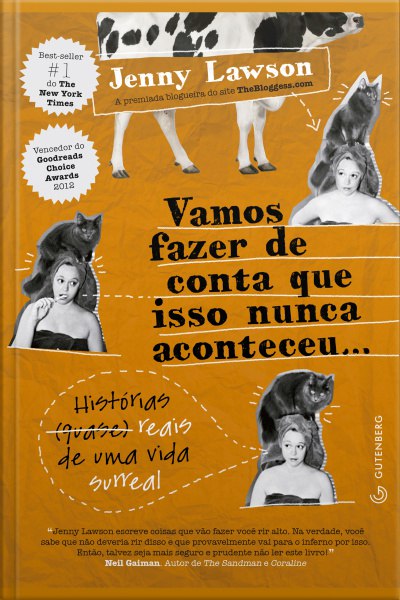 Best-seller
#1
do The
New York
Times
Jenny Lawson
A premiada blogueira do site TheBloggess.com
Vencedor do
Goodreads
Choice
Awards
2012
Vamos
fazer de
conta que
isso nunca
aconteceu...
Histórias
(quase) reais
de uma vida
surreal
GUTENBERG
“Jenny Lawson escreve coisas que vão fazer você rir alto. Na verdade, você
sabe que não deveria rir disso e que provavelmente vai para o inferno por isso.
Então, talvez seja mais seguro e prudente não ler este livro!”
Neil Gaiman. Autor de The Sandman e Coraline